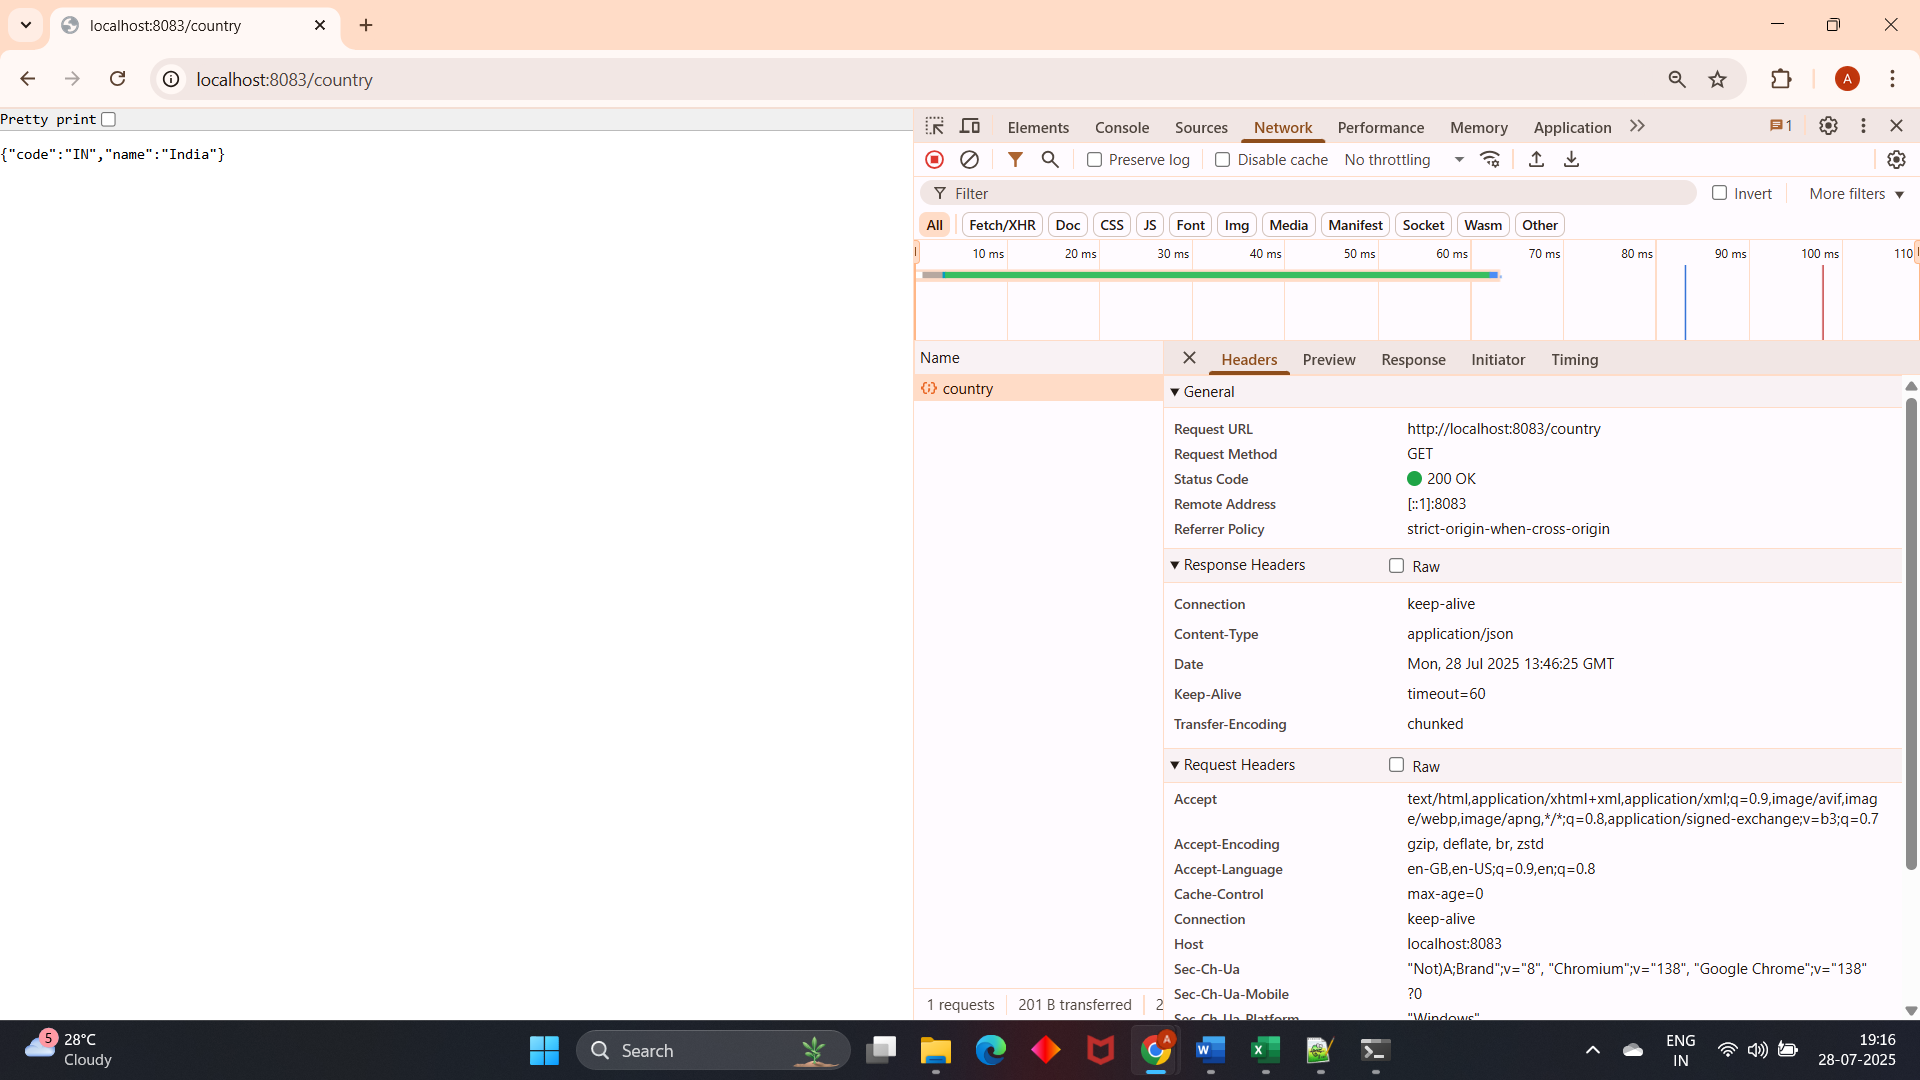 localhost:8083/country
localhost:8083/country
A
Pretty print
{"code":"IN","name":"India"}
Elements Console Sources Network Performance Memory Application 1
Preserve log Disable cache No throttling
Filter Invert More filters
All Fetch/XHR Doc CSS JS Font Img Media Manifest Socket Wasm Other
10 ms 20 ms 30 ms 40 ms 50 ms 60 ms 70 ms 80 ms 90 ms 100 ms 110
Name
country
Headers Preview Response Initiator Timing
General
Request URL http://localhost:8083/country
Request Method GET
Status Code 200 OK
Remote Address [::1]:8083
Referrer Policy strict-origin-when-cross-origin
Response Headers Raw
Connection keep-alive
Content-Type application/json
Date Mon, 28 Jul 2025 13:46:25 GMT
Keep-Alive timeout=60
Transfer-Encoding chunked
Request Headers Raw
Accept text/html,application/xhtml+xml,application/xml;q=0.9,image/avif,imag
e/webp,image/apng,*/*;q=0.8,application/signed-exchange;v=b3;q=0.7
Accept-Encoding gzip, deflate, br, zstd
Accept-Language en-GB,en-US;q=0.9,en;q=0.8
Cache-Control max-age=0
Connection keep-alive
Host localhost:8083
Sec-Ch-Ua "Not)A;Brand";v="8", "Chromium";v="138", "Google Chrome";v="138"
Sec-Ch-Ua-Mobile ?0
Sec-Ch-Ua-Platform "Windows"
1 requests 201 B transferred 2
5
28°C
Cloudy
Search
A
ENG
IN
19:16
28-07-2025